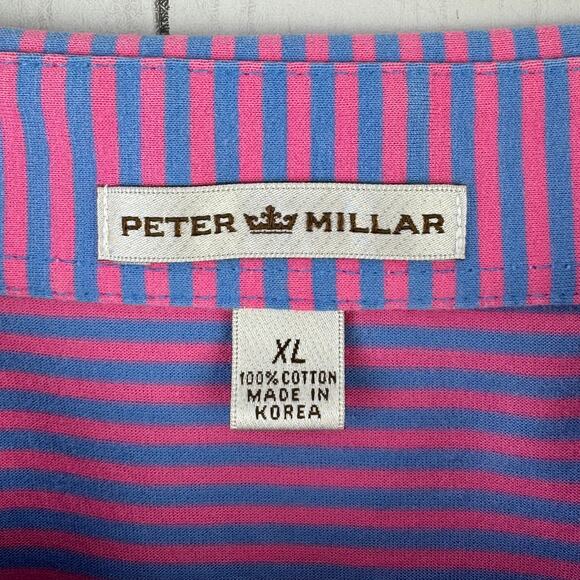 PETER MILLAR
XL
100% COTTON
MADE IN
KOREA